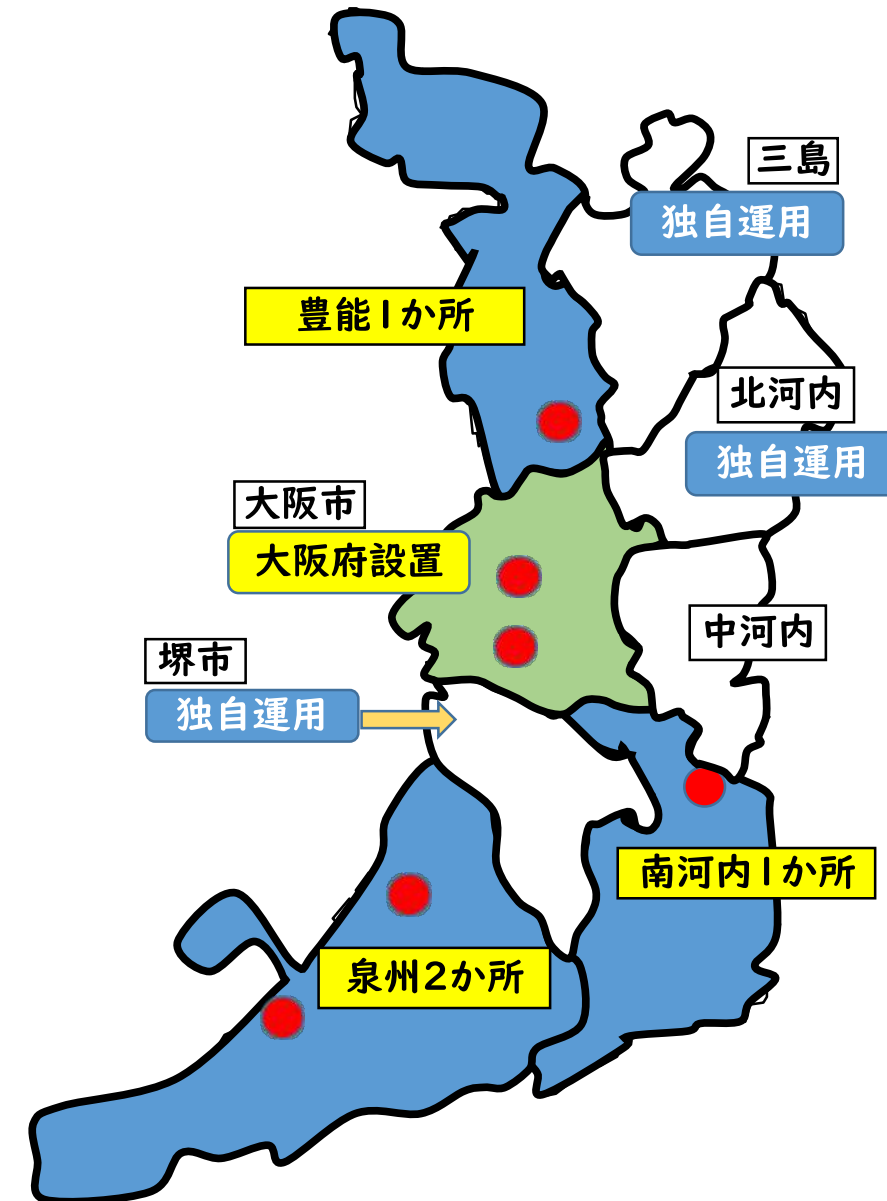 三島
独自運用
豊能1か所
北河内
独自運用
大阪市
大阪府設置
中河内
堺市
独自運用
南河内1か所
泉州2か所